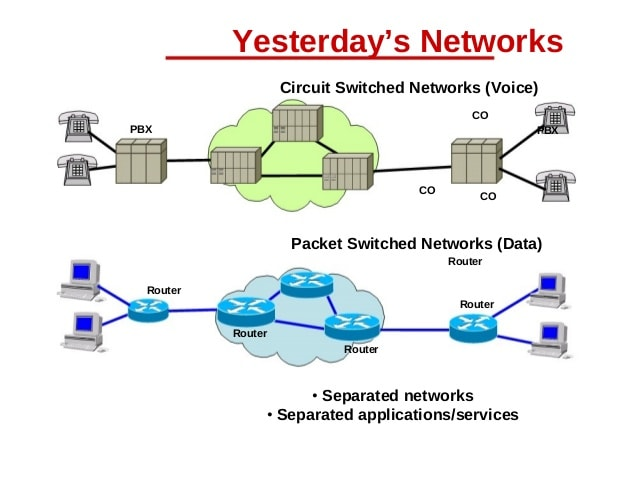 Yesterday's Networks
Circuit Switched Networks (Voice)
CO
PBX
PBX
CO
CO
Packet Switched Networks (Data)
Router
Router
Router
Router
Router
• Separated networks
• Separated applications/services